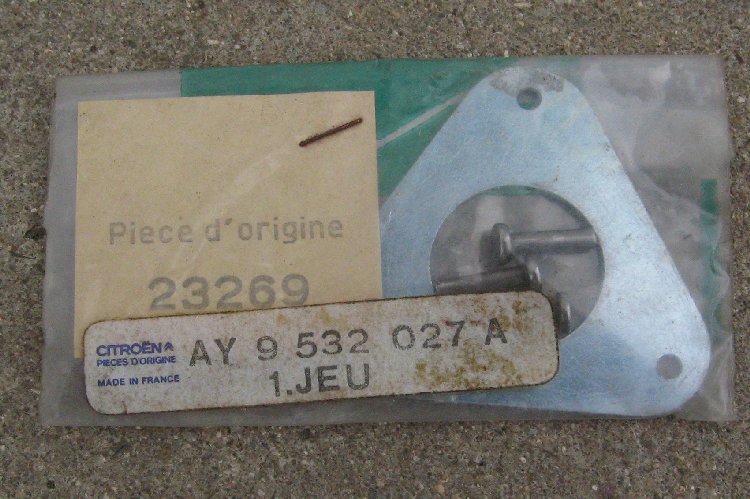 Piece d'origine
23269
CITROËN
PIECES D'ORIGINE
MADE IN FRANCE
AY 9 532 027 A
1.JEU